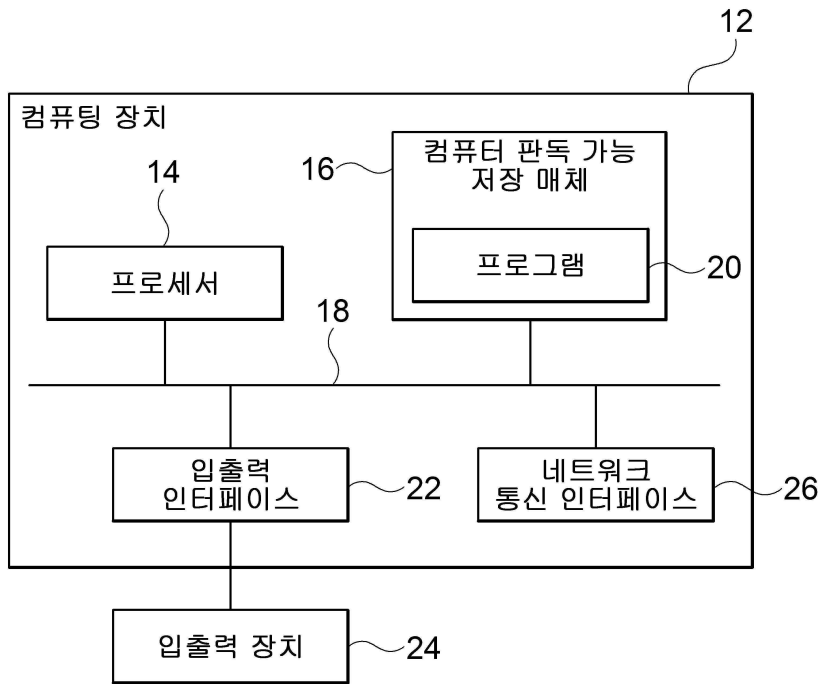 12
컴퓨팅 장치
14
16
컴퓨터 판독 가능
저장 매체
프로세서
프로그램
20
18
입출력
인터페이스
22
네트워크
통신 인터페이스
26
입출력 장치
24